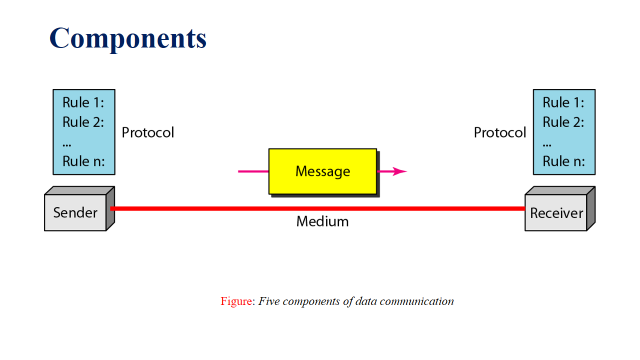 Components
Rule 1:
Rule 2:
...
Rule n:
Protocol
Sender
Message
Medium
Protocol
Rule 1:
Rule 2:
...
Rule n:
Receiver
Figure: Five components of data communication